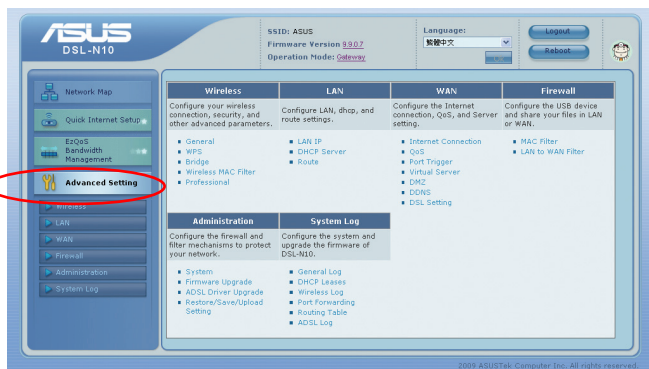 ASUS
DSL-N10
SSID: ASUS
Firmware Version 9.9.0.7
Operation Mode: Gateway
Language:
繁體中文
Logout
Reboot
Network Map
Quick Internet Setup
EzQoS
Bandwidth
Management
Advanced Setting
Wireless
LAN
WAN
Firewall
Administration
System Log
Wireless
Configure your wireless
connection, security, and
other advanced parameters.
General
WPS
Bridge
Wireless MAC Filter
Professional
LAN
Configure LAN, dhcp, and
route settings.
LAN IP
DHCP Server
Route
WAN
Configure the Internet
connection, QoS, and Server
setting.
Internet Connection
QoS
Port Trigger
Virtual Server
DMZ
DDNS
DSL Setting
Firewall
Configure the USB device
and share your files in LAN
or WAN.
MAC Filter
LAN to WAN Filter
Administration
Configure the firewall and
filter mechanisms to protect
your network.
System
Firmware Upgrade
ADSL Driver Upgrade
Restore/Save/Upload
Setting
System Log
Configure the system and
upgrade the firmware of
DSL-N10.
General Log
DHCP Leases
Wireless Log
Port Forwarding
Routing Table
ADSL Log
2009 ASUSTek Computer Inc. All rights reserved.